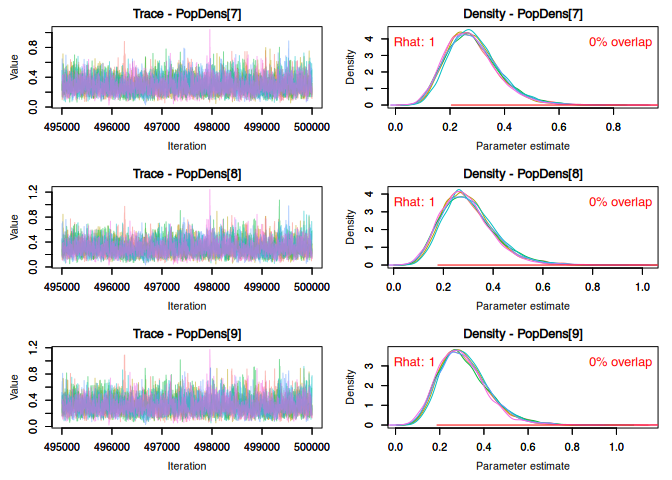 Trace - PopDens[7]
Value
0.0 0.4 0.8
495000 496000 497000 498000 499000 500000
Iteration
Density - PopDens[7]
Density
0 1 2 3 4
Rhat: 1
0% overlap
0.0 0.2 0.4 0.6 0.8
Parameter estimate
Trace - PopDens[8]
Value
0.0 0.4 0.8 1.2
495000 496000 497000 498000 499000 500000
Iteration
Density - PopDens[8]
Density
0 1 2 3 4
Rhat: 1
0% overlap
0.0 0.2 0.4 0.6 0.8 1.0
Parameter estimate
Trace - PopDens[9]
Value
0.0 0.4 0.8 1.2
495000 496000 497000 498000 499000 500000
Iteration
Density - PopDens[9]
Density
0 1 2 3
Rhat: 1
0% overlap
0.0 0.2 0.4 0.6 0.8 1.0
Parameter estimate